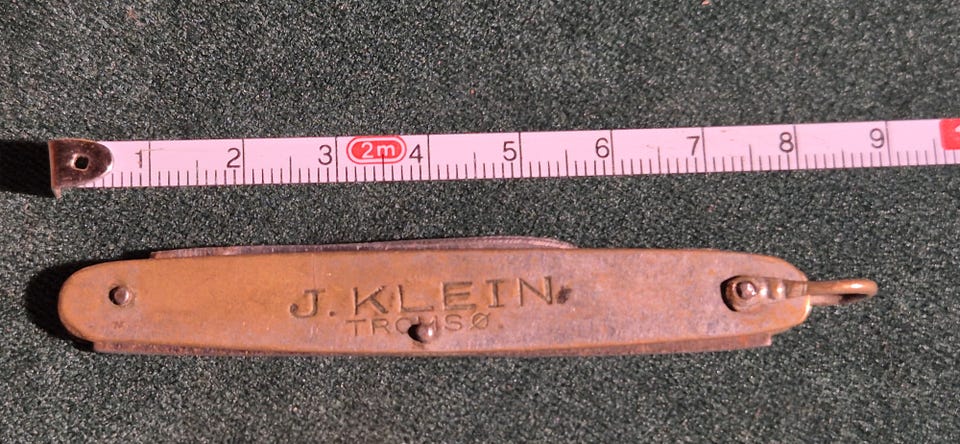 1 2 3 2m 4 5 6 7 8 9
J. KLEIN.
TROMSØ.